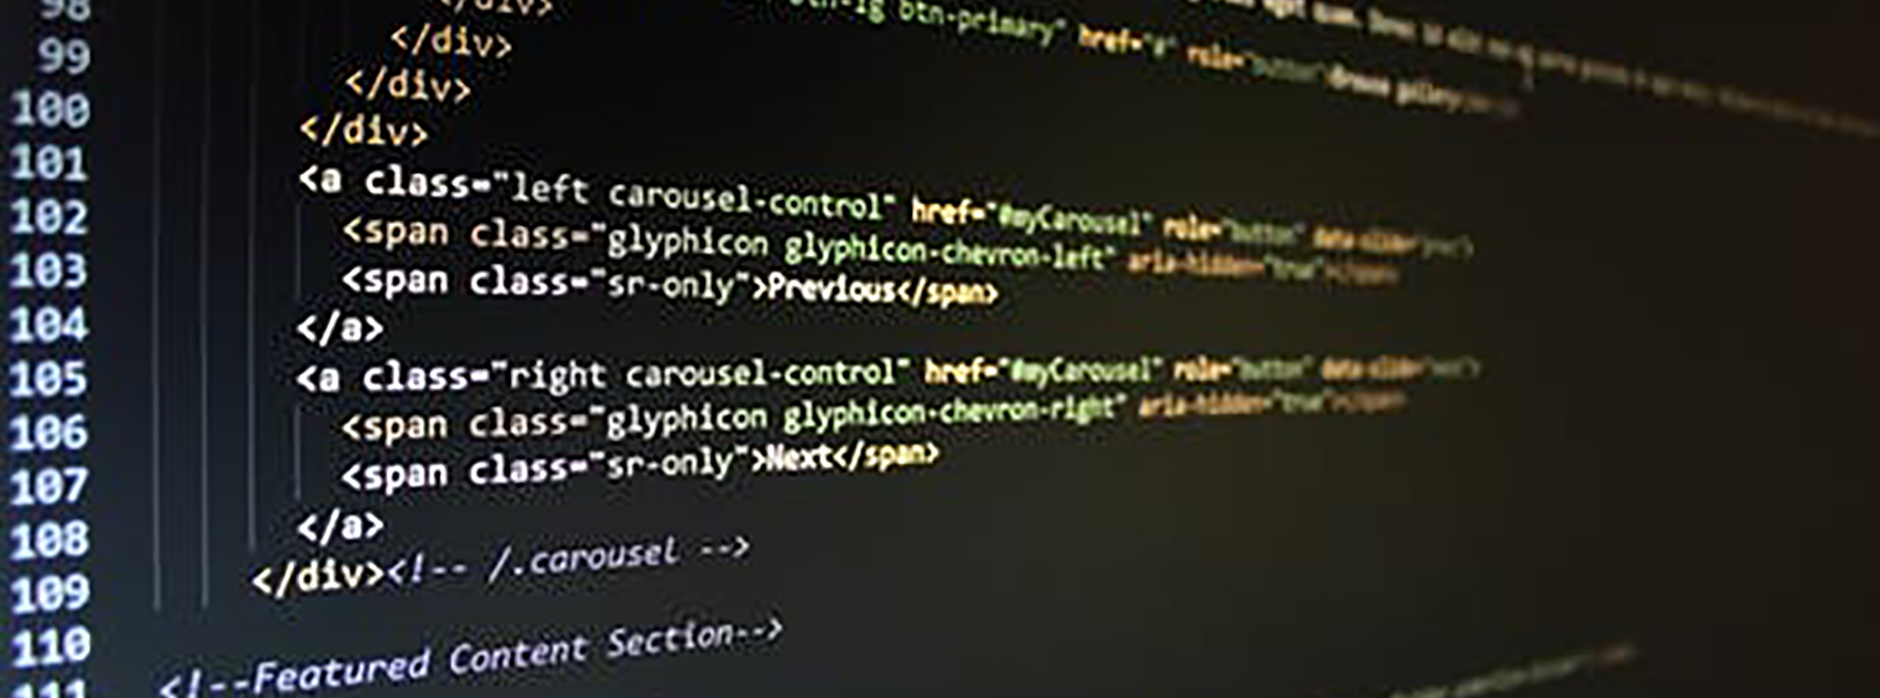 98 </div>
99 </div> btn-lg btn-primary" href="#" role="button">Browse gallery
100 </div>
</div>
101 <a class="left carousel-control" href="#myCarousel" role="button" data-slide="prev">
102 <span class="glyphicon glyphicon-chevron-left" aria-hidden="true"></span>
103 <span class="sr-only">Previous</span>
104 </a>
105 <a class="right carousel-control" href="#myCarousel" role="button" data-slide="next">
106 <span class="glyphicon glyphicon-chevron-right" aria-hidden="true"></span>
107 <span class="sr-only">Next</span>
108 </a>
109 </div><!-- /.carousel -->
110
111 <!--Featured Content Section-->